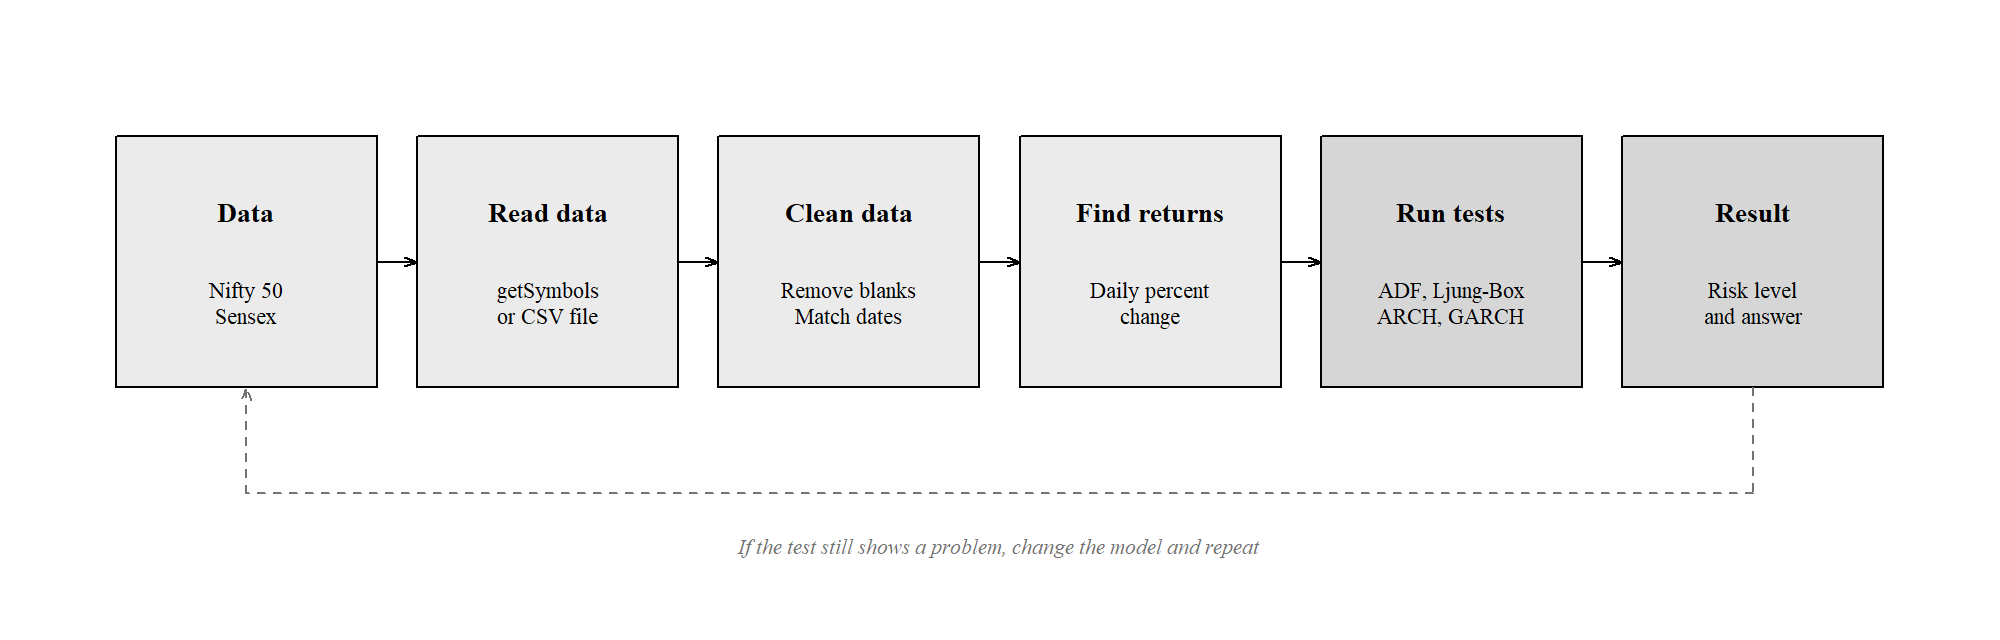 Data
Nifty 50
Sensex
Read data
getSymbols
or CSV file
Clean data
Remove blanks
Match dates
Find returns
Daily percent
change
Run tests
ADF, Ljung-Box
ARCH, GARCH
Result
Risk level
and answer
If the test still shows a problem, change the model and repeat